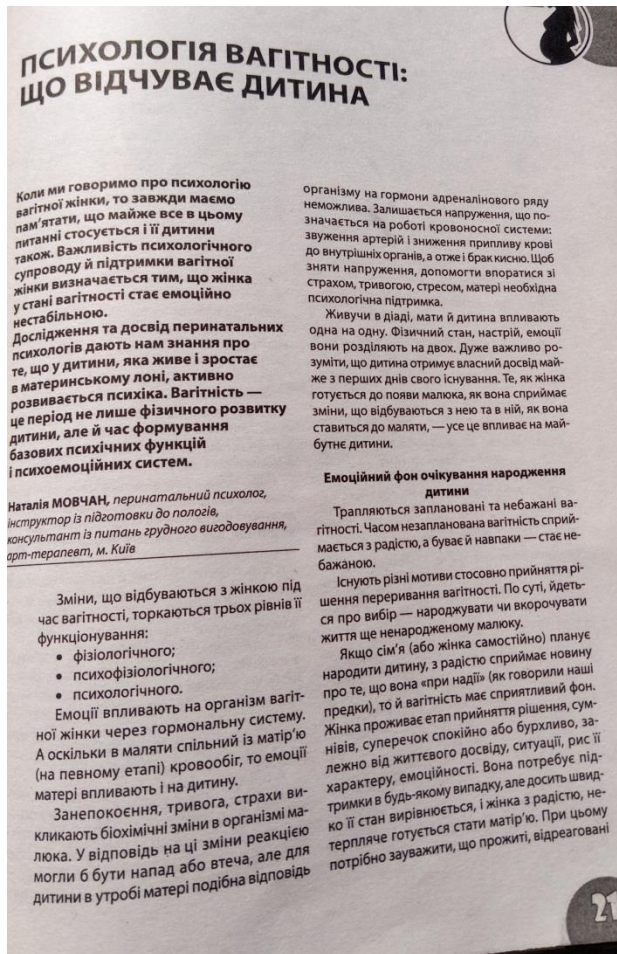 ПСИХОЛОГІЯ ВАГІТНОСТІ:
ЩО ВІДЧУВАЄ ДИТИНА
Коли ми говоримо про психологію
вагітної жінки, то завжди маємо
пам'ятати, що майже все в цьому
питанні стосується і її дитини
також. Важливість психологічного
супроводу й підтримки вагітної
жінки визначається тим, що жінка
у стані вагітності стає емоційно
нестабільною.
Дослідження та досвід перинатальних
психологів дають нам знання про
те, що у дитини, яка живе і зростає
в материнському лоні, активно
розвивається психіка. Вагітність —
це період не лише фізичного розвитку
дитини, але й час формування
базових психічних функцій
і психоемоційних систем.
Наталія МОВЧАН, перинатальний психолог,
інструктор із підготовки до пологів,
консультант із питань грудного вигодовування,
арт-терапевт, м. Київ
Зміни, що відбуваються з жінкою під
час вагітності, торкаються трьох рівнів її
функціонування:
• фізіологічного;
• психофізіологічного;
• психологічного.
Емоції впливають на організм вагіт-
ної жінки через гормональну систему.
А оскільки в маляти спільний із матір'ю
(на певному етапі) кровообіг, то емоції
матері впливають і на дитину.
Занепокоєння, тривога, страхи ви-
кликають біохімічні зміни в організмі ма-
люка. У відповідь на ці зміни реакцією
могли б бути напад або втеча, але для
дитини в утробі матері подібна відповідь
організму на гормони адреналінового ряду
неможлива. Залишається напруження, що по-
значається на роботі кровоносної системи:
звуження артерій і зниження припливу крові
до внутрішніх органів, а отже і брак кисню. Щоб
зняти напруження, допомогти впоратися зі
страхом, тривогою, стресом, матері необхідна
психологічна підтримка.
Живучи в діаді, мати й дитина впливають
одна на одну. Фізичний стан, настрій, емоції
вони розділяють на двох. Дуже важливо ро-
зуміти, що дитина отримує власний досвід май-
же з перших днів свого існування. Те, як жінка
готується до появи малюка, як вона сприймає
зміни, що відбуваються з нею та в ній, як вона
ставиться до маляти, — усе це впливає на май-
бутнє дитини.
Емоційний фон очікування народження
дитини
Трапляються заплановані та небажані ва-
гітності. Часом незапланована вагітність сприй-
мається з радістю, а буває й навпаки — стає не-
бажаною.
Існують різні мотиви стосовно прийняття рі-
шення переривання вагітності. По суті, йдеть-
ся про вибір — народжувати чи вкорочувати
життя ще ненародженому малюку.
Якщо сім'я (або жінка самостійно) планує
народити дитину, з радістю сприймає новину
про те, що вона «при надії» (як говорили наші
предки), то й вагітність має сприятливий фон.
Жінка проживає етап прийняття рішення, сум-
нівів, суперечок спокійно або бурхливо, за-
лежно від життєвого досвіду, ситуації, рис її
характеру, емоційності. Вона потребує під-
тримки в будь-якому випадку, але досить швид-
ко її стан вирівнюється, і жінка з радістю, не-
терпляче готується стати матір'ю. При цьому
потрібно зауважити, що прожиті, відреаговані
21